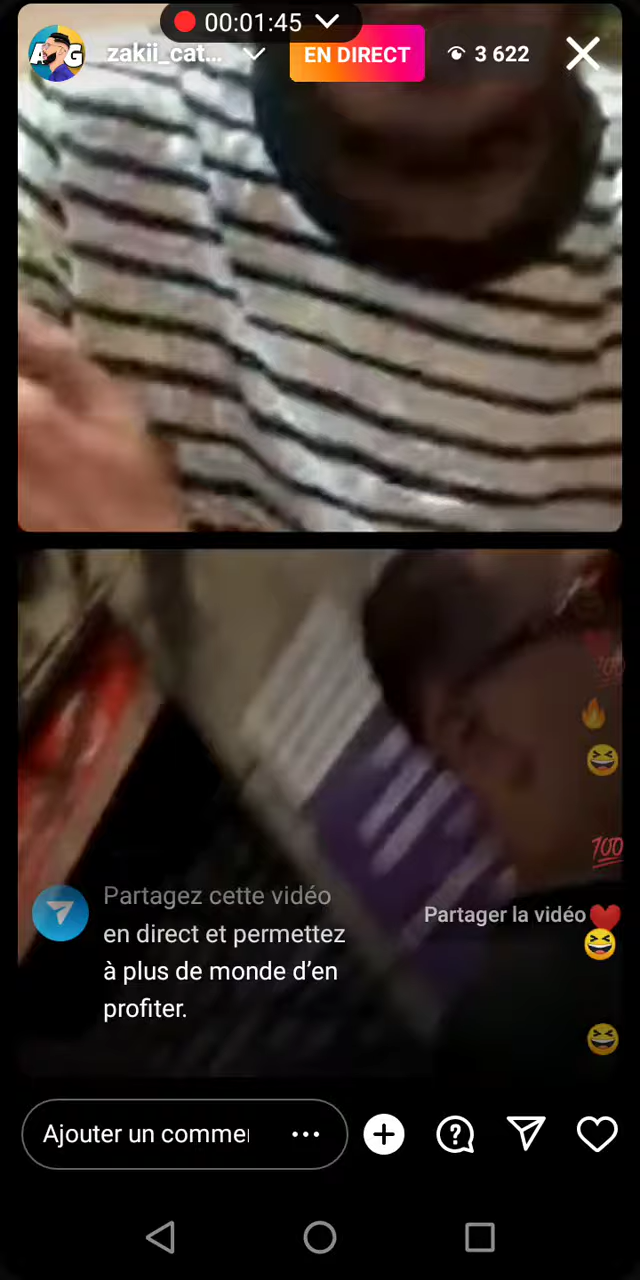 00:01:45
zakii_cat...
EN DIRECT
3 622
Partagez cette vidéo
en direct et permettez
à plus de monde d’en
profiter.
Partager la vidéo
Ajouter un commer